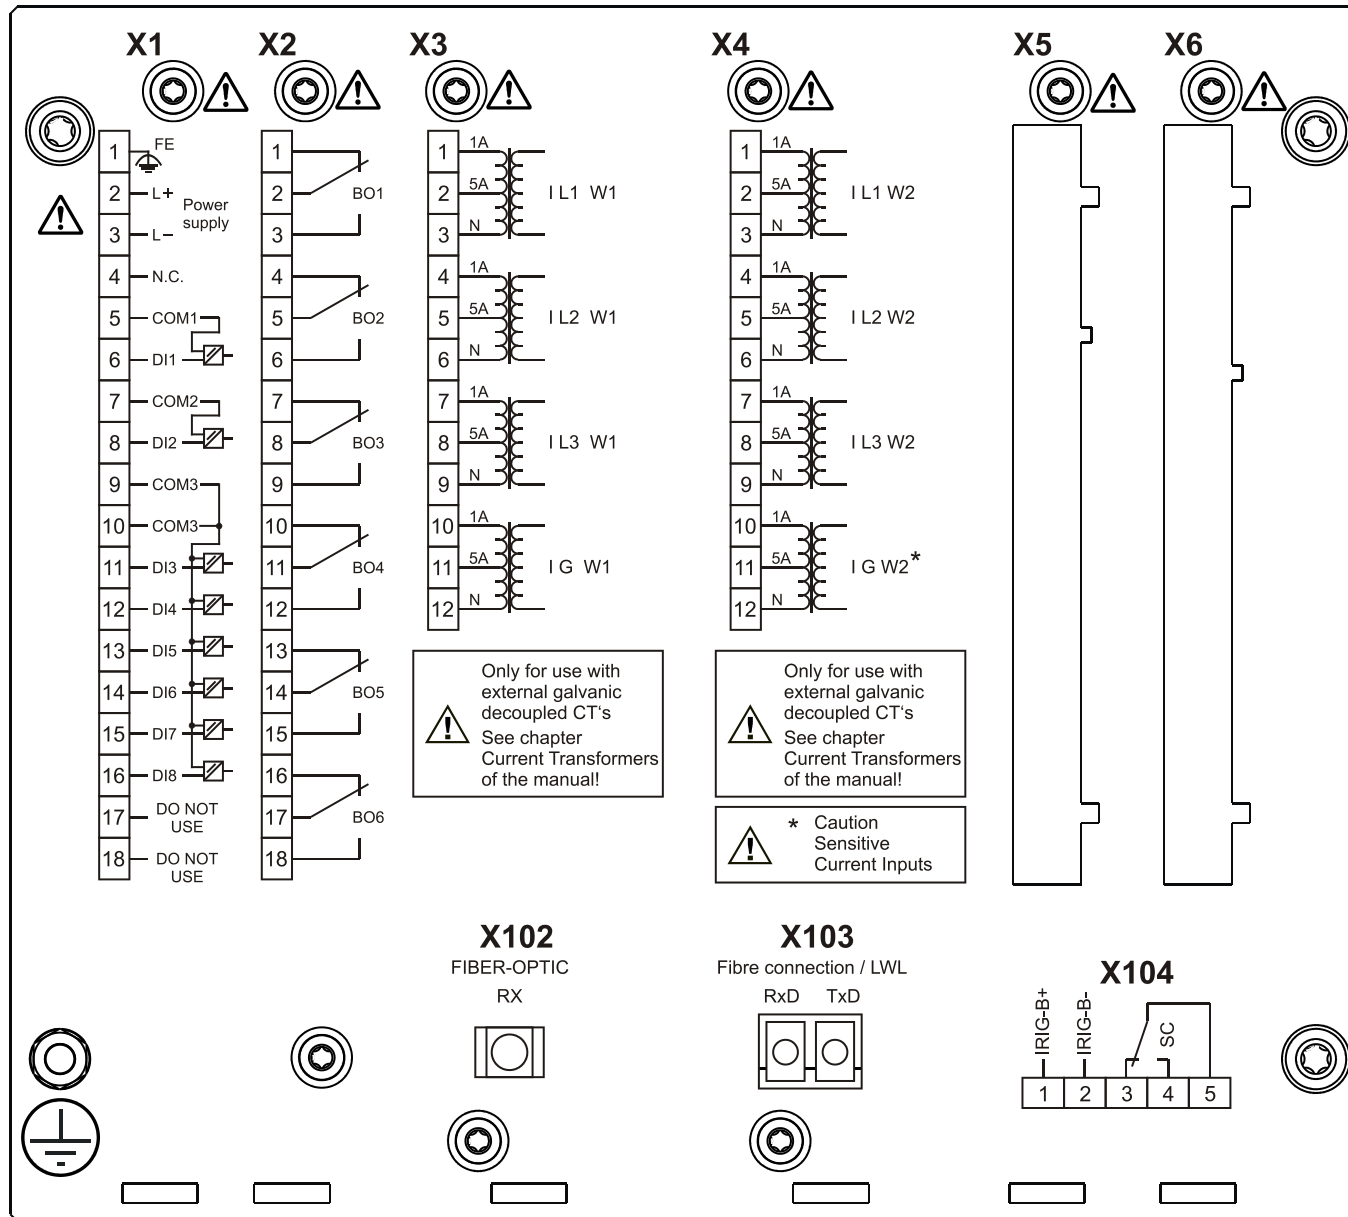 X1 X2 X3 X4 X5 X6
1 FE
2 L+
Power
supply
3 L–
4 N.C.
5 COM1
6 DI1
7 COM2
8 DI2
9 COM3
10 COM3
11 DI3
12 DI4
13 DI5
14 DI6
15 DI7
16 DI8
17 DO NOT
USE
18 DO NOT
USE
1
2 BO1
3
4
5 BO2
6
7
8 BO3
9
10
11 BO4
12
13
14 BO5
15
16
17 BO6
18
1 1A
2 5A I L1 W1
3 N
4 1A
5 5A I L2 W1
6 N
7 1A
8 5A I L3 W1
9 N
10 1A
11 5A I G W1
12 N
Only for use with
external galvanic
decoupled CT‘s
See chapter
Current Transformers
of the manual!
1 1A
2 5A I L1 W2
3 N
4 1A
5 5A I L2 W2
6 N
7 1A
8 5A I L3 W2
9 N
10 1A
11 5A I G W2*
12 N
Only for use with
external galvanic
decoupled CT‘s
See chapter
Current Transformers
of the manual!
* Caution
Sensitive
Current Inputs
X102
FIBER-OPTIC
RX
X103
Fibre connection / LWL
RxD TxD
X104
IRIG-B+
IRIG-B-
SC
1 2 3 4 5